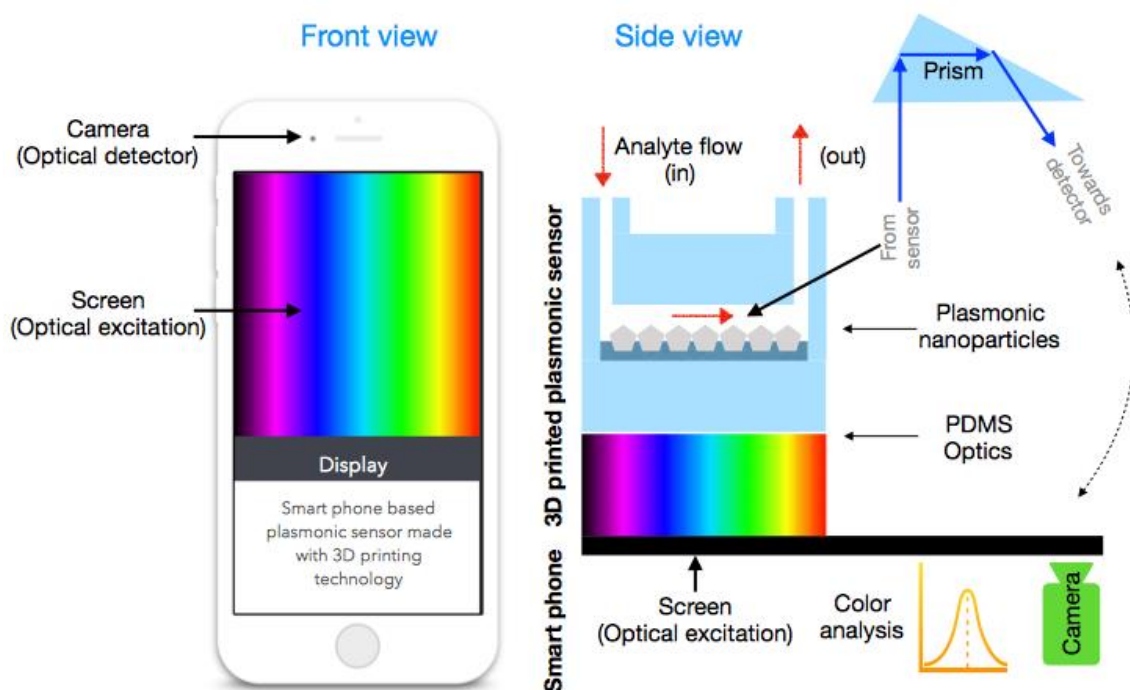 Front view
Camera
(Optical detector)
Screen
(Optical excitation)
Display
Smart phone based
plasmonic sensor made
with 3D printing
technology
Side view
Prism
Analyte flow
(in)
(out)
Towards
detector
From
sensor
3D printed plasmonic sensor
Plasmonic
nanoparticles
PDMS
Optics
Smart phone
Screen
(Optical excitation)
Color
analysis
Camera